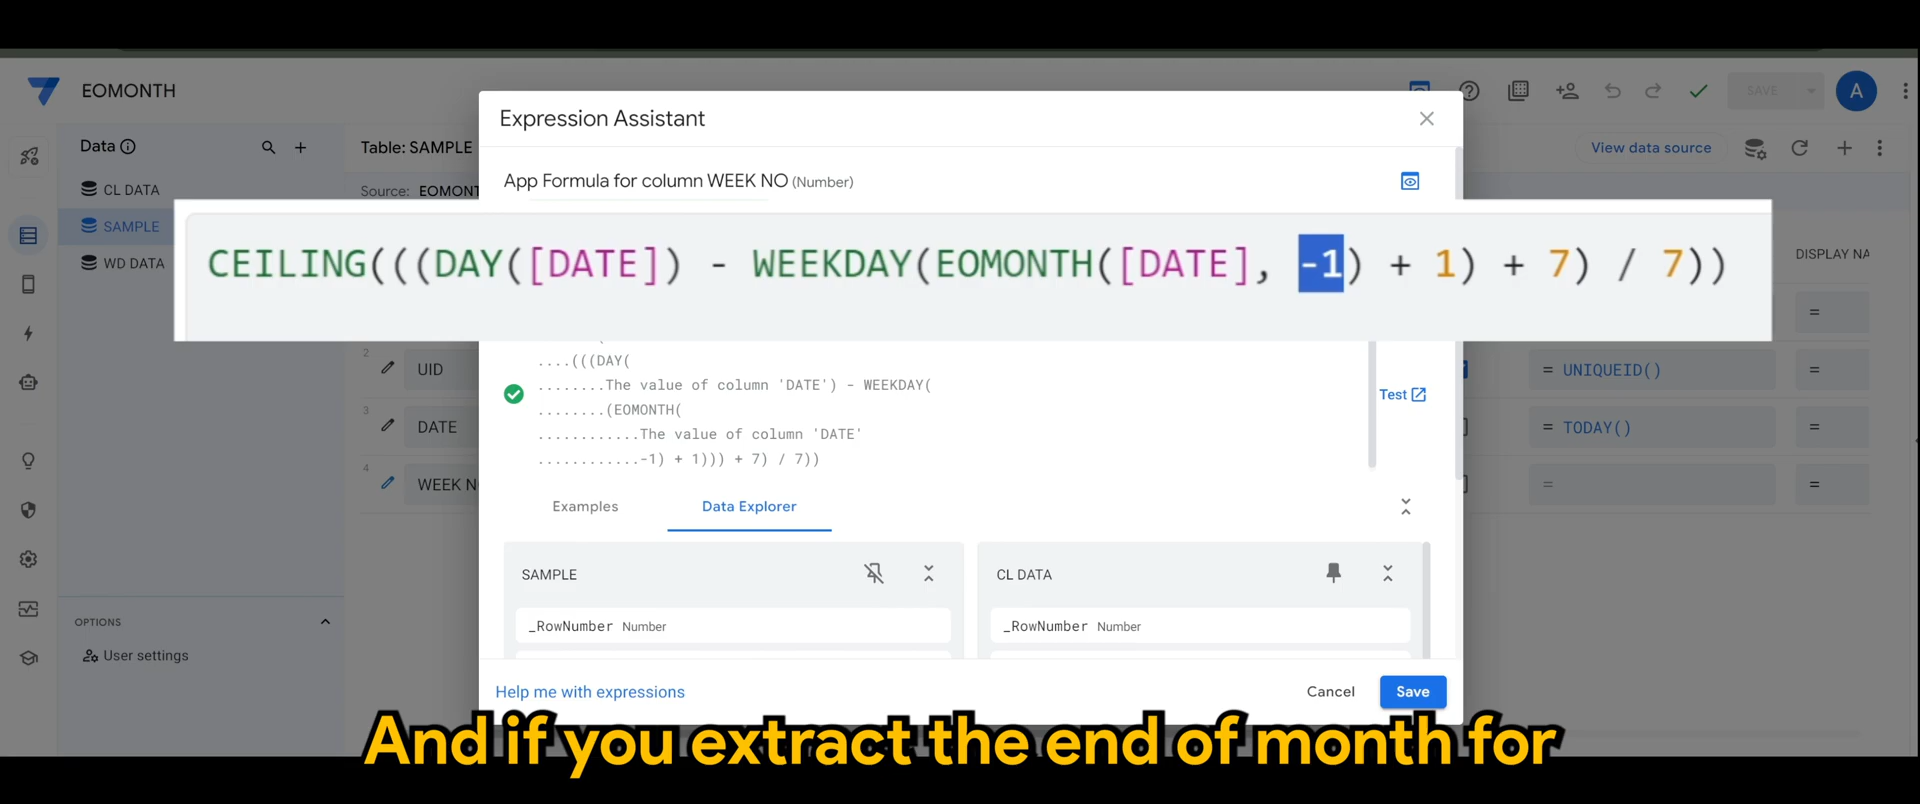 EOMONTH
SAVE
A
Expression Assistant
Data
Table: SAMPLE
View data source
App Formula for column WEEK NO (Number)
CL DATA
Source: EOMONT
SAMPLE
WD DATA
CEILING(((DAY([DATE]) - WEEKDAY(EOMONTH([DATE], -1) + 1) + 7) / 7))
DISPLAY NA
=
....(((DAY(
........The value of column 'DATE') - WEEKDAY(
........(EOMONTH(
............The value of column 'DATE'
............-1) + 1))) + 7) / 7))
Test
2
UID
= UNIQUEID()
=
3
DATE
= TODAY()
=
4
WEEK N
=
=
Examples
Data Explorer
SAMPLE
CL DATA
_RowNumber Number
_RowNumber Number
OPTIONS
User settings
Help me with expressions
Cancel
Save
And if you extract the end of month for